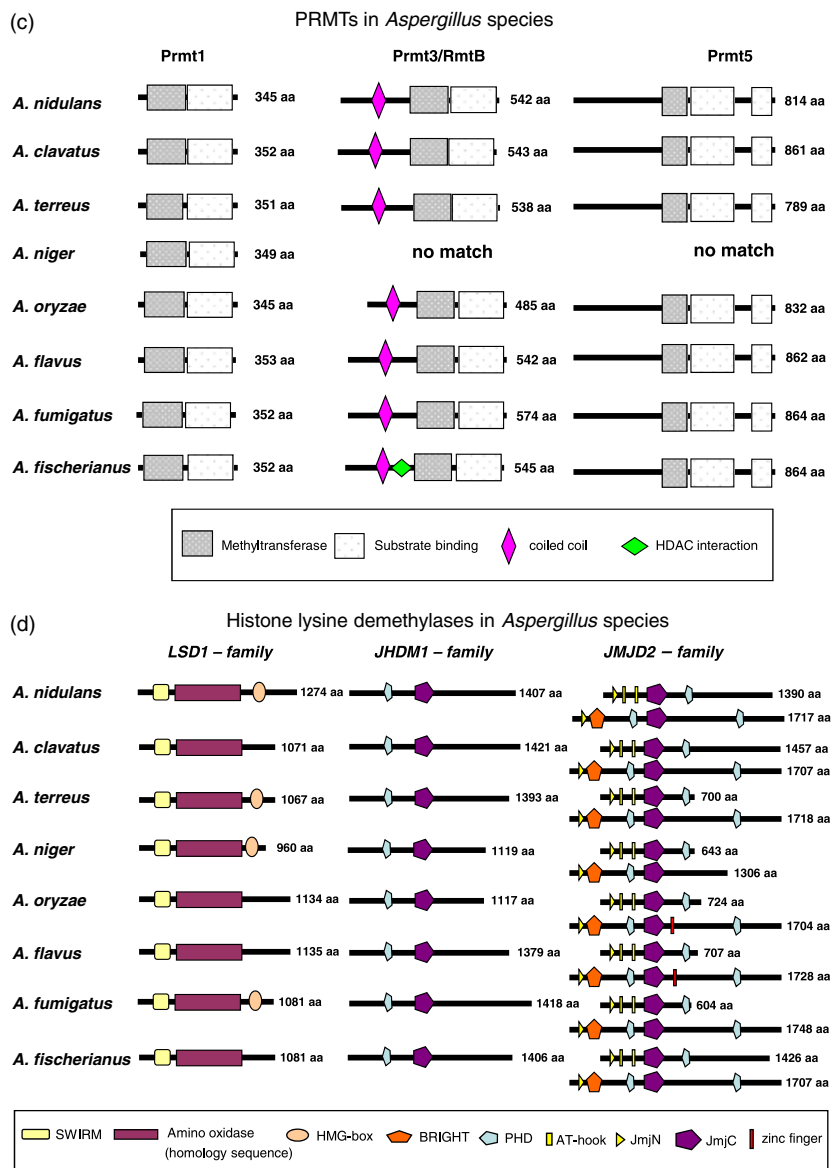 (c)
PRMTs in Aspergillus species
Prmt1 Prmt3/RmtB Prmt5
A. nidulans 345 aa 542 aa 814 aa
A. clavatus 352 aa 543 aa 861 aa
A. terreus 351 aa 538 aa 789 aa
A. niger 349 aa no match no match
A. oryzae 345 aa 485 aa 832 aa
A. flavus 353 aa 542 aa 862 aa
A. fumigatus 352 aa 574 aa 864 aa
A. fischerianus 352 aa 545 aa 864 aa
Methyltransferase Substrate binding coiled coil HDAC interaction
(d)
Histone lysine demethylases in Aspergillus species
LSD1 – family JHDM1 – family JMJD2 – family
A. nidulans 1274 aa 1407 aa 1390 aa
1717 aa
A. clavatus 1071 aa 1421 aa 1457 aa
1707 aa
A. terreus 1067 aa 1393 aa 700 aa
1718 aa
A. niger 960 aa 1119 aa 643 aa
1306 aa
A. oryzae 1134 aa 1117 aa 724 aa
1704 aa
A. flavus 1135 aa 1379 aa 707 aa
1728 aa
A. fumigatus 1081 aa 1418 aa 604 aa
1748 aa
A. fischerianus 1081 aa 1406 aa 1426 aa
1707 aa
SWIRM Amino oxidase HMG-box BRIGHT PHD AT-hook JmjN JmjC zinc finger
(homology sequence)